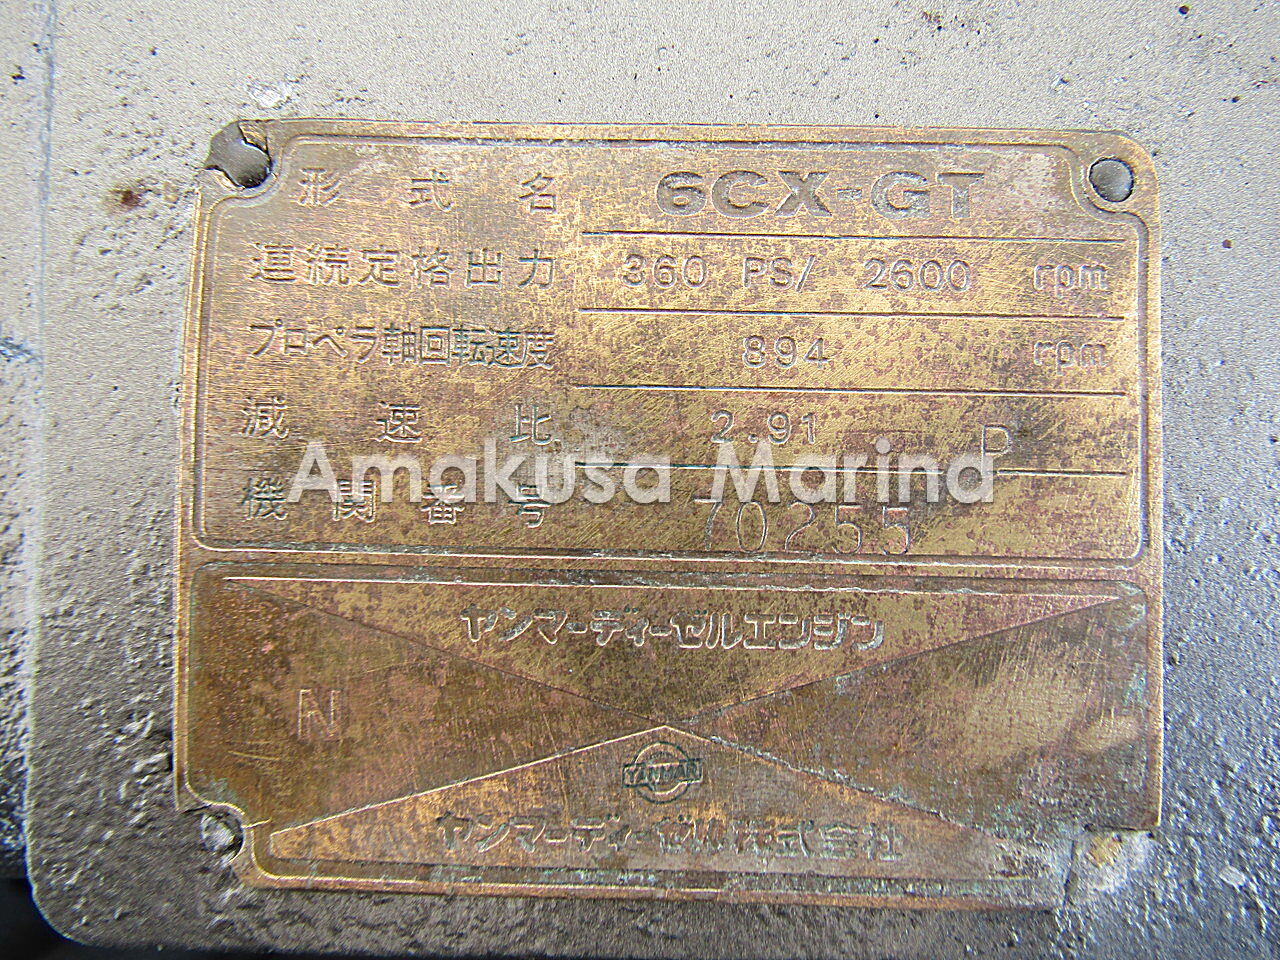 形式名 6CX-GT
連続定格出力 360 PS/ 2600 rpm
プロペラ軸回転速度 894 rpm
減速比 2.91 P
Amakusa Marind
機関番号 70255
ヤンマーディーゼルエンジン
N
YANMAR
ヤンマーディーゼル株式会社